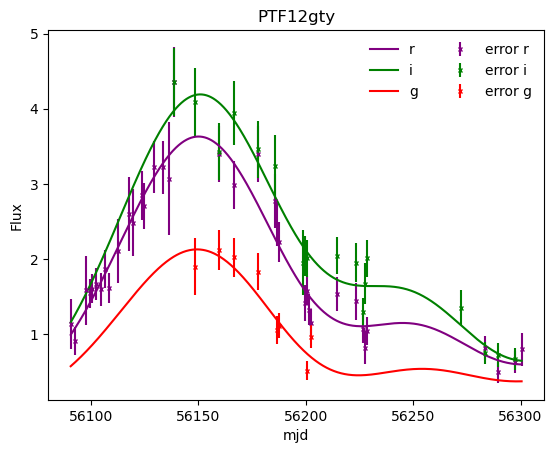 PTF12gty
5
4
3
2
1
Flux
r
i
g
error r
error i
error g
56100
56150
56200
56250
56300
mjd